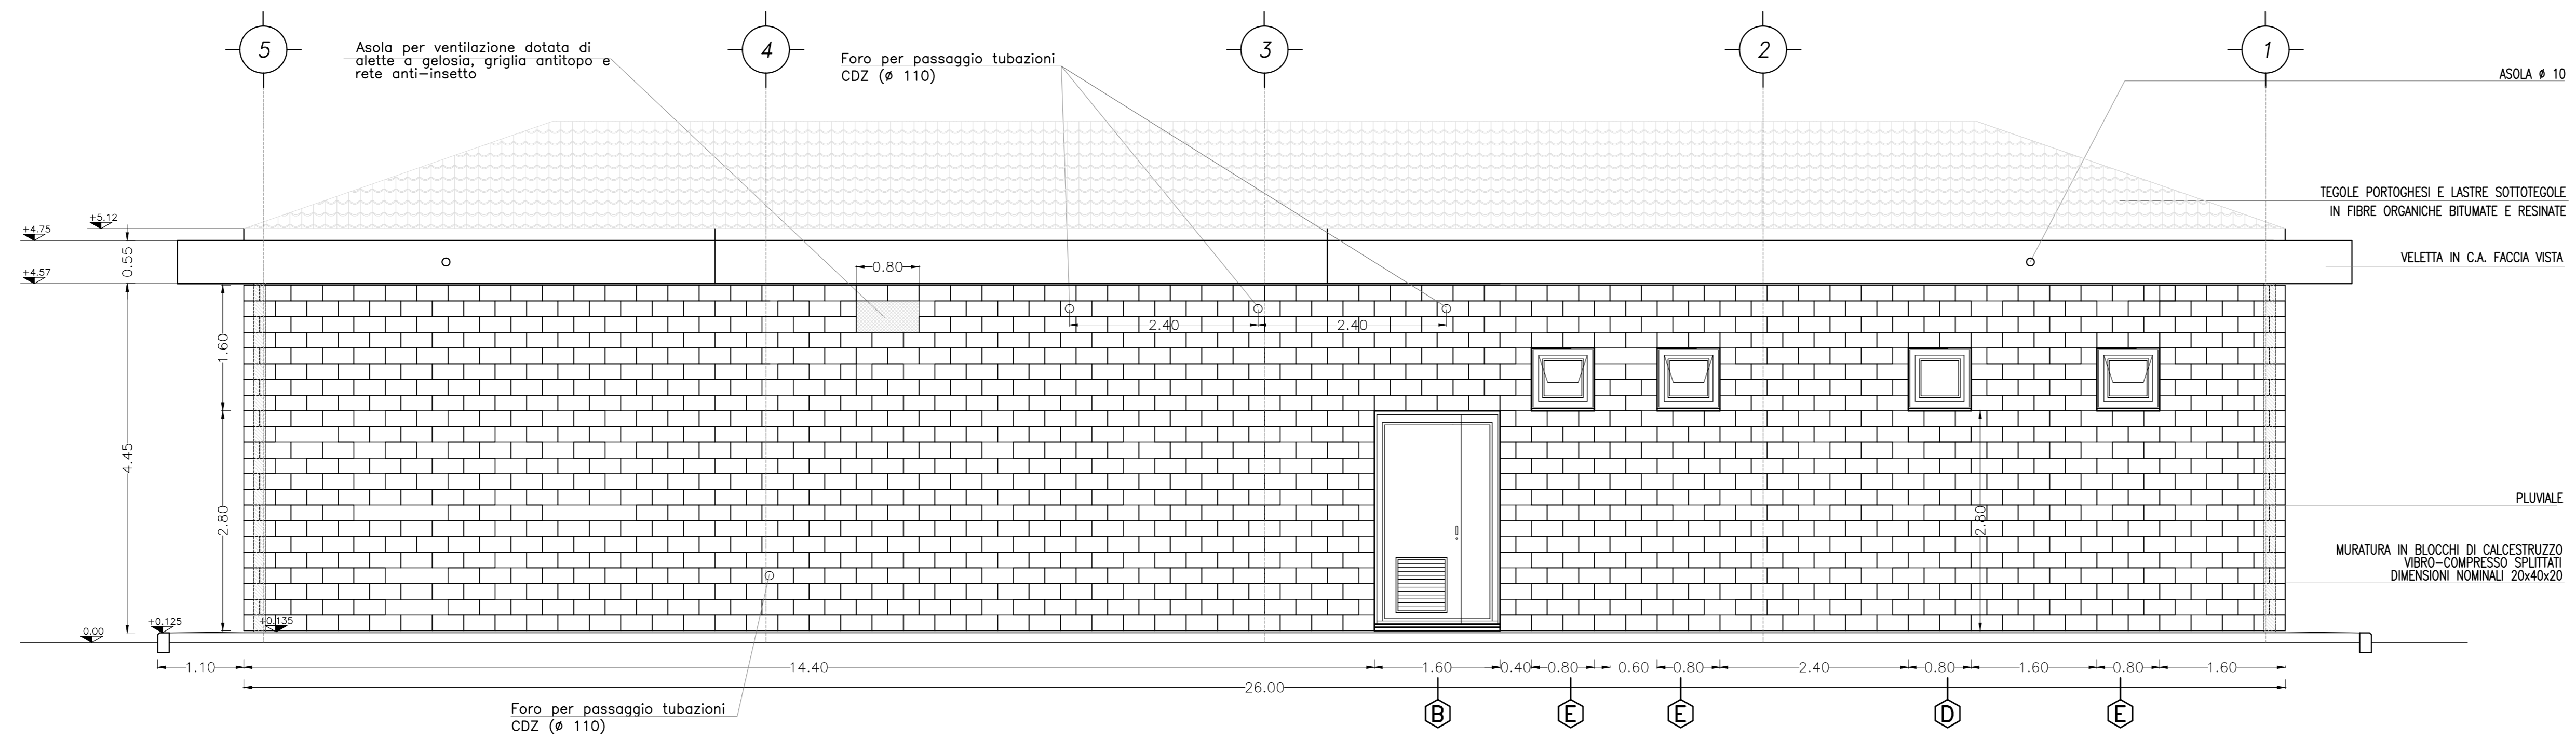 5
4
3
2
1
Asola per ventilazione dotata di
alette a gelosia, griglia antitopo e
rete anti-insetto
Foro per passaggio tubazioni
CDZ (ø 110)
ASOLA ø 10
TEGOLE PORTOGHESI E LASTRE SOTTOTEGOLE
IN FIBRE ORGANICHE BITUMATE E RESINATE
+5.12
+4.75
0.55
VELETTA IN C.A. FACCIA VISTA
+4.57
0.80
2.40
2.40
1.60
4.45
2.80
2.80
PLUVIALE
MURATURA IN BLOCCHI DI CALCESTRUZZO
VIBRO-COMPRESSO SPLITTATI
DIMENSIONI NOMINALI 20x40x20
0.00
+0.125
+0.135
1.10
14.40
1.60
0.40
0.80
0.60
0.80
2.40
0.80
1.60
0.80
1.60
26.00
Foro per passaggio tubazioni
CDZ (ø 110)
B
E
E
D
E